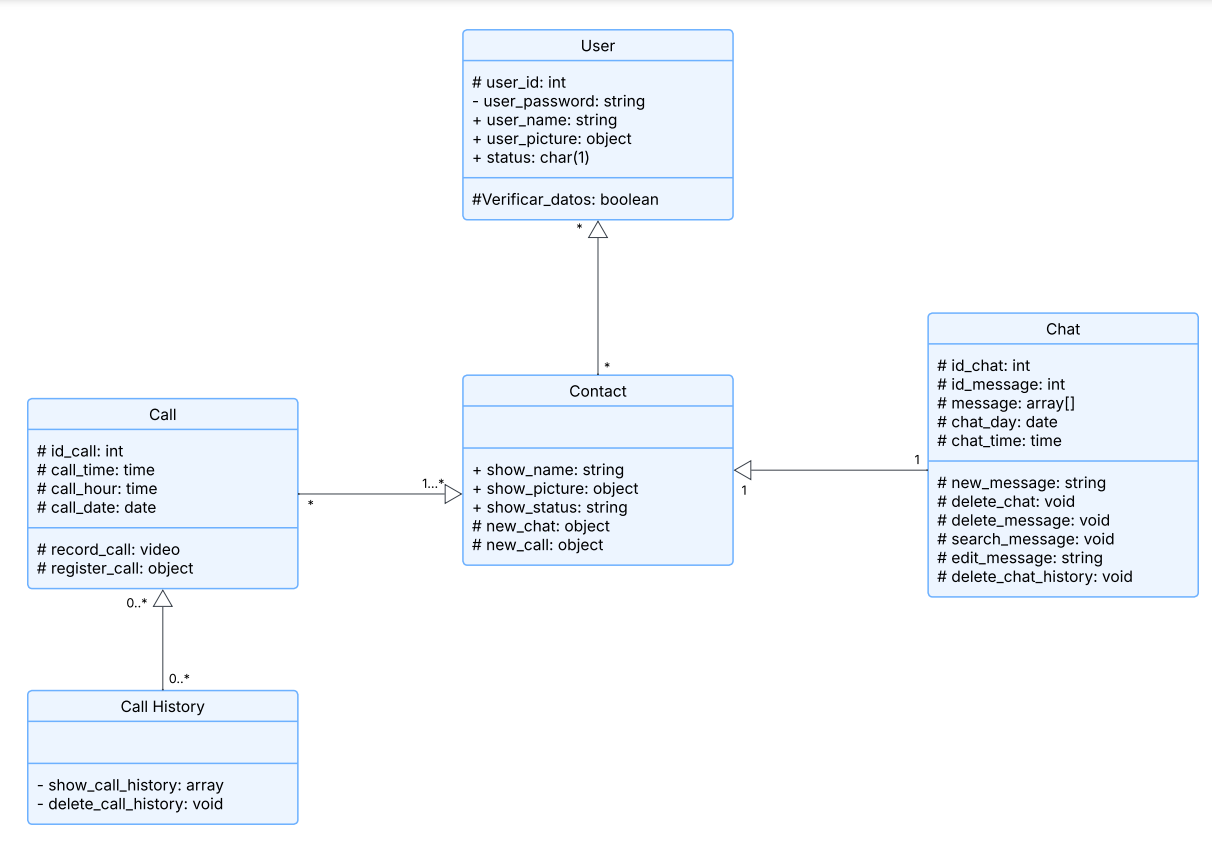 User
# user_id: int
- user_password: string
+ user_name: string
+ user_picture: object
+ status: char(1)
#Verificar_datos: boolean
*
*
Contact
+ show_name: string
+ show_picture: object
+ show_status: string
# new_chat: object
# new_call: object
Chat
# id_chat: int
# id_message: int
# message: array[]
# chat_day: date
# chat_time: time
# new_message: string
# delete_chat: void
# delete_message: void
# search_message: void
# edit_message: string
# delete_chat_history: void
1
1
Call
# id_call: int
# call_time: time
# call_hour: time
# call_date: date
# record_call: video
# register_call: object
1...*
*
0..*
0..*
Call History
- show_call_history: array
- delete_call_history: void